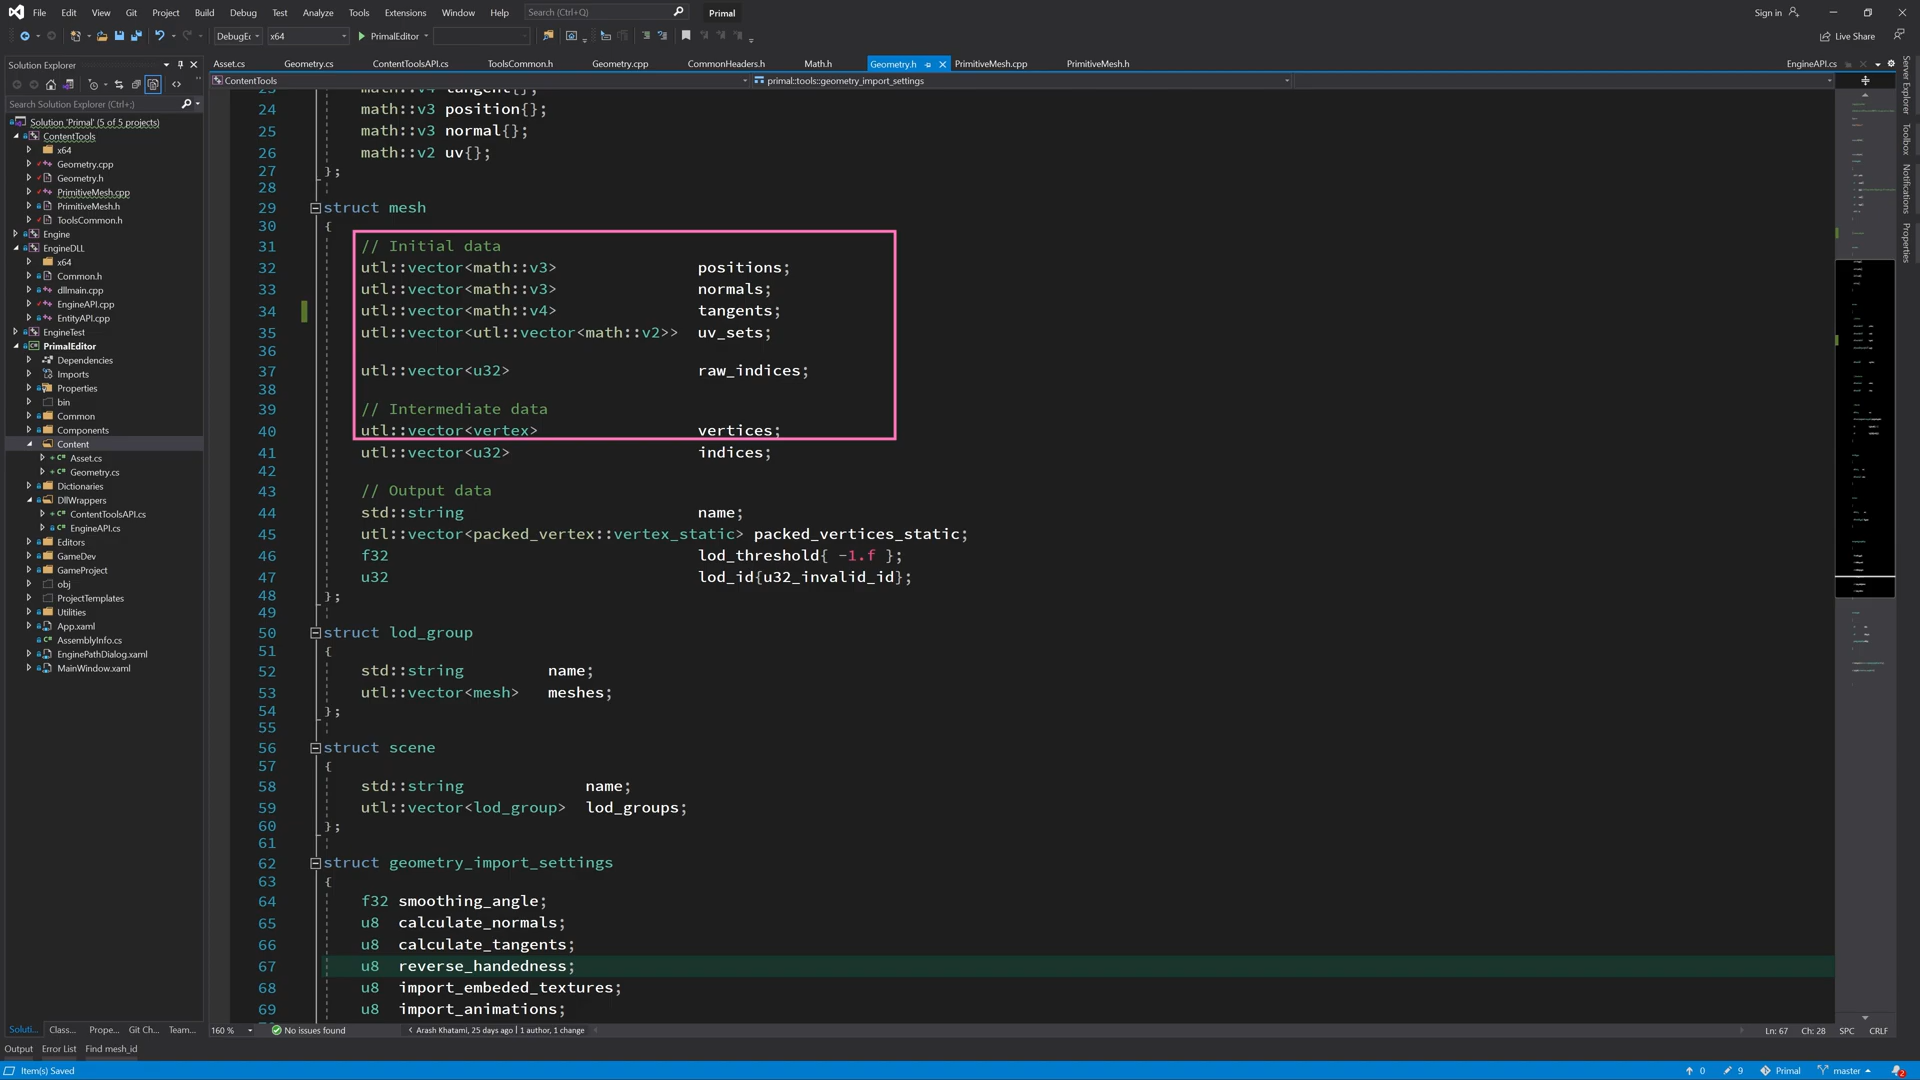 File Edit View Git Project Build Debug Test Analyze Tools Extensions Window Help Search (Ctrl+Q) Primal Sign in
DebugEc x64 PrimalEditor Live Share
Solution Explorer
Search Solution Explorer (Ctrl+;)
Solution 'Primal' (5 of 5 projects)
ContentTools
x64
Geometry.cpp
Geometry.h
PrimitiveMesh.cpp
PrimitiveMesh.h
ToolsCommon.h
Engine
EngineDLL
x64
Common.h
dllmain.cpp
EngineAPI.cpp
EntityAPI.cpp
EngineTest
PrimalEditor
Dependencies
Imports
Properties
bin
Common
Components
Content
Asset.cs
Geometry.cs
Dictionaries
DllWrappers
ContentToolsAPI.cs
EngineAPI.cs
Editors
GameDev
GameProject
obj
ProjectTemplates
Utilities
App.xaml
AssemblyInfo.cs
EnginePathDialog.xaml
MainWindow.xaml
Soluti... Class... Prope... Git Ch... Team...
Asset.cs Geometry.cs ContentToolsAPI.cs ToolsCommon.h Geometry.cpp CommonHeaders.h Math.h Geometry.h PrimitiveMesh.cpp PrimitiveMesh.h EngineAPI.cs
ContentTools primal::tools::geometry_import_settings
23 math::v4 tangent{};
24 math::v3 position{};
25 math::v3 normal{};
26 math::v2 uv{};
27 };
28
29 struct mesh
30 {
31 // Initial data
32 utl::vector<math::v3> positions;
33 utl::vector<math::v3> normals;
34 utl::vector<math::v4> tangents;
35 utl::vector<utl::vector<math::v2>> uv_sets;
36
37 utl::vector<u32> raw_indices;
38
39 // Intermediate data
40 utl::vector<vertex> vertices;
41 utl::vector<u32> indices;
42
43 // Output data
44 std::string name;
45 utl::vector<packed_vertex::vertex_static> packed_vertices_static;
46 f32 lod_threshold{ -1.f };
47 u32 lod_id{u32_invalid_id};
48 };
49
50 struct lod_group
51 {
52 std::string name;
53 utl::vector<mesh> meshes;
54 };
55
56 struct scene
57 {
58 std::string name;
59 utl::vector<lod_group> lod_groups;
60 };
61
62 struct geometry_import_settings
63 {
64 f32 smoothing_angle;
65 u8 calculate_normals;
66 u8 calculate_tangents;
67 u8 reverse_handedness;
68 u8 import_embeded_textures;
69 u8 import_animations;
160 % No issues found Arash Khatami, 25 days ago | 1 author, 1 change Ln: 67 Ch: 28 SPC CRLF
Server Explorer
Toolbox
Notifications
Properties
Output Error List Find mesh_id
Item(s) Saved 0 9 Primal master 2